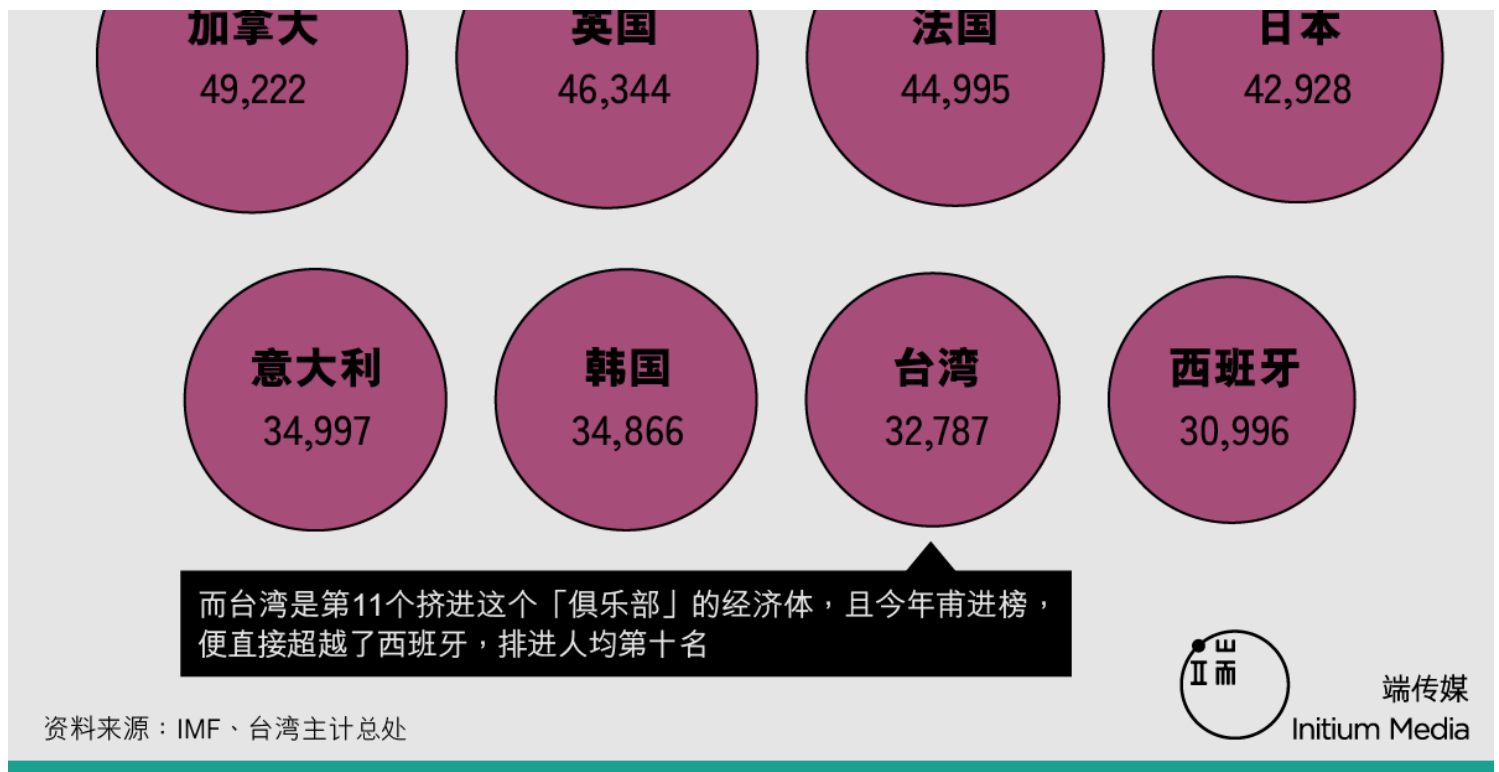 加拿大 英国 法国 日本
49,222 46,344 44,995 42,928
意大利 韩国 台湾 西班牙
34,997 34,866 32,787 30,996
而台湾是第11个挤进这个「俱乐部」的经济体，且今年甫进榜，
便直接超越了西班牙，排进人均第十名
端
端传媒
资料来源：IMF、台湾主计总处
Initium Media